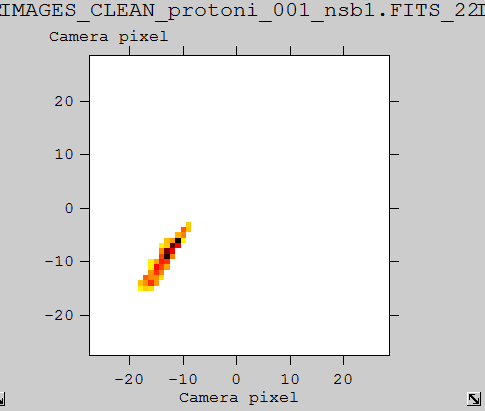 IMAGES_CLEAN_protoni_001_nsb1.FITS_22
Camera pixel
20
10
0
-10
-20
-20 -10 0 10 20
Camera pixel